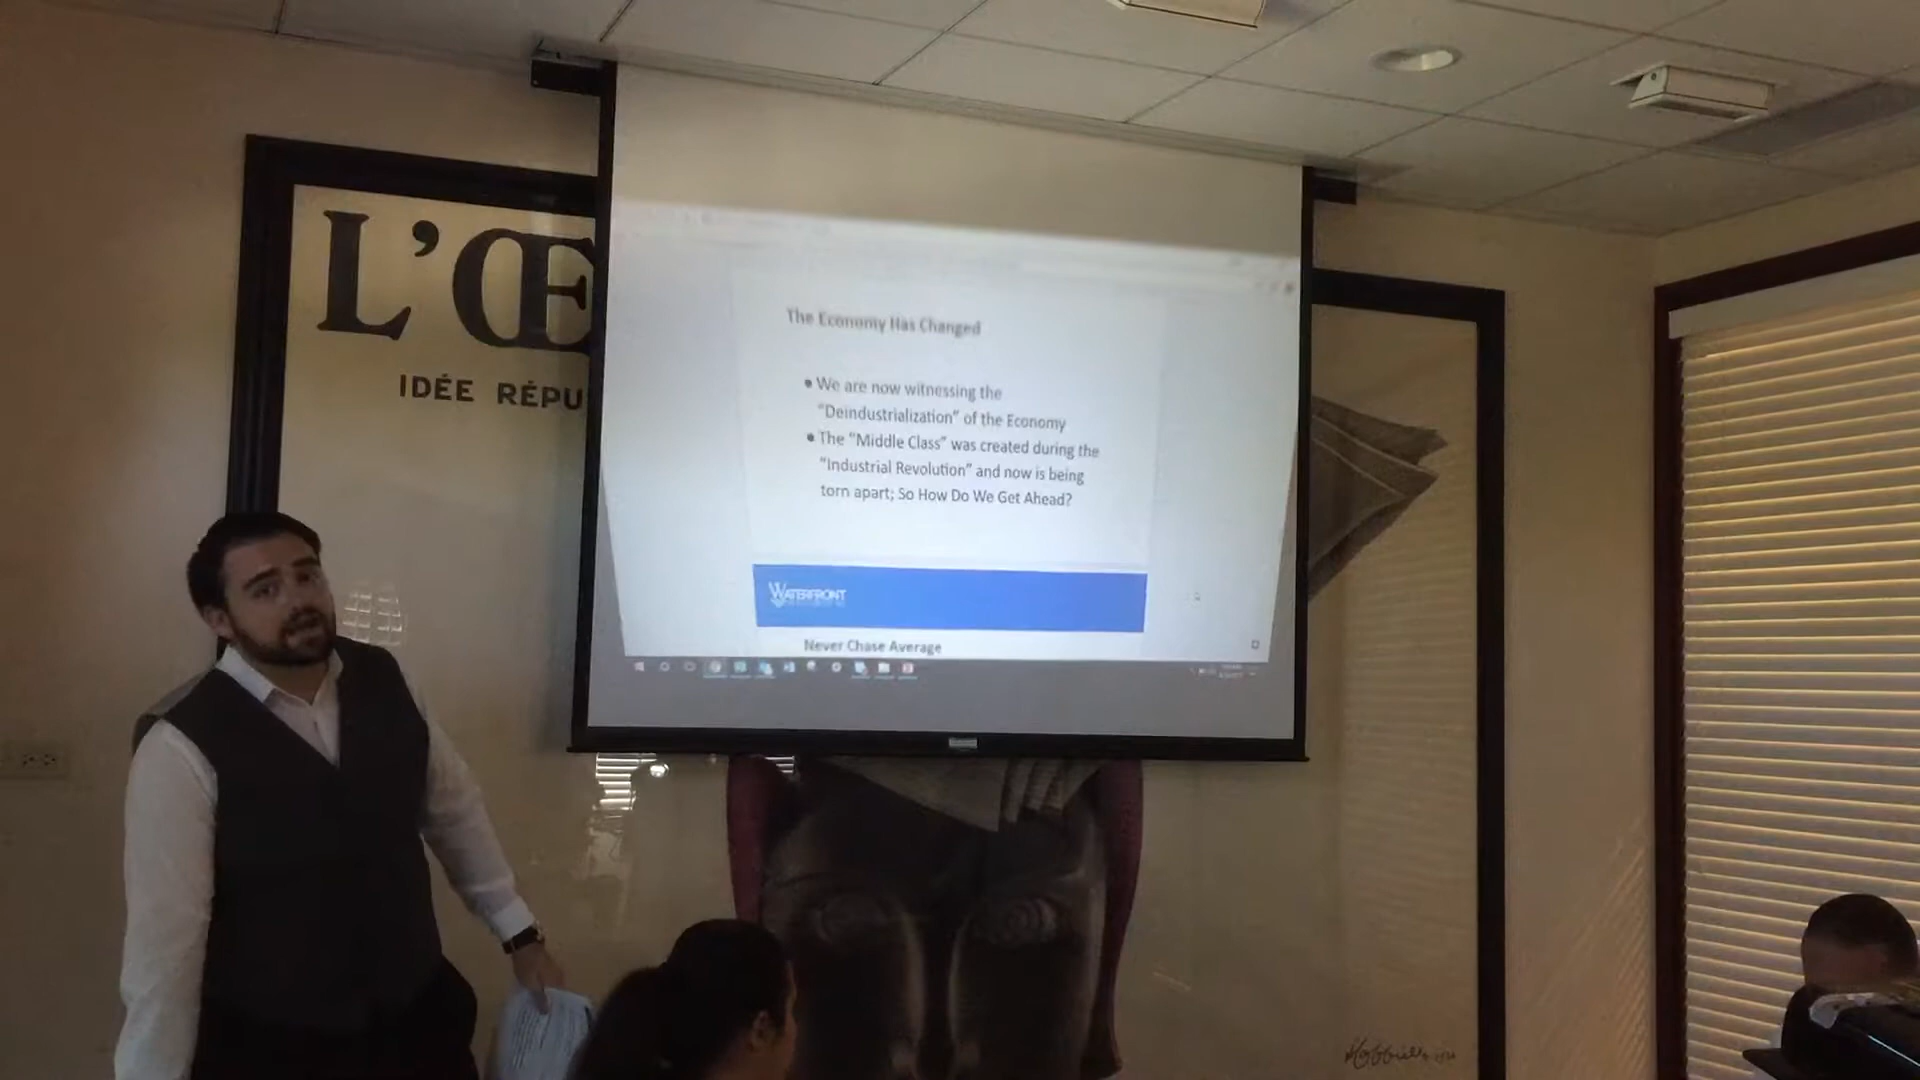 L'Œ
IDÉE RÉPU
The Economy Has Changed
● We are now witnessing the
“Deindustrialization” of the Economy
● The “Middle Class” was created during the
“Industrial Revolution” and now is being
torn apart; So How Do We Get Ahead?
WATERFRONT
Never Chase Average